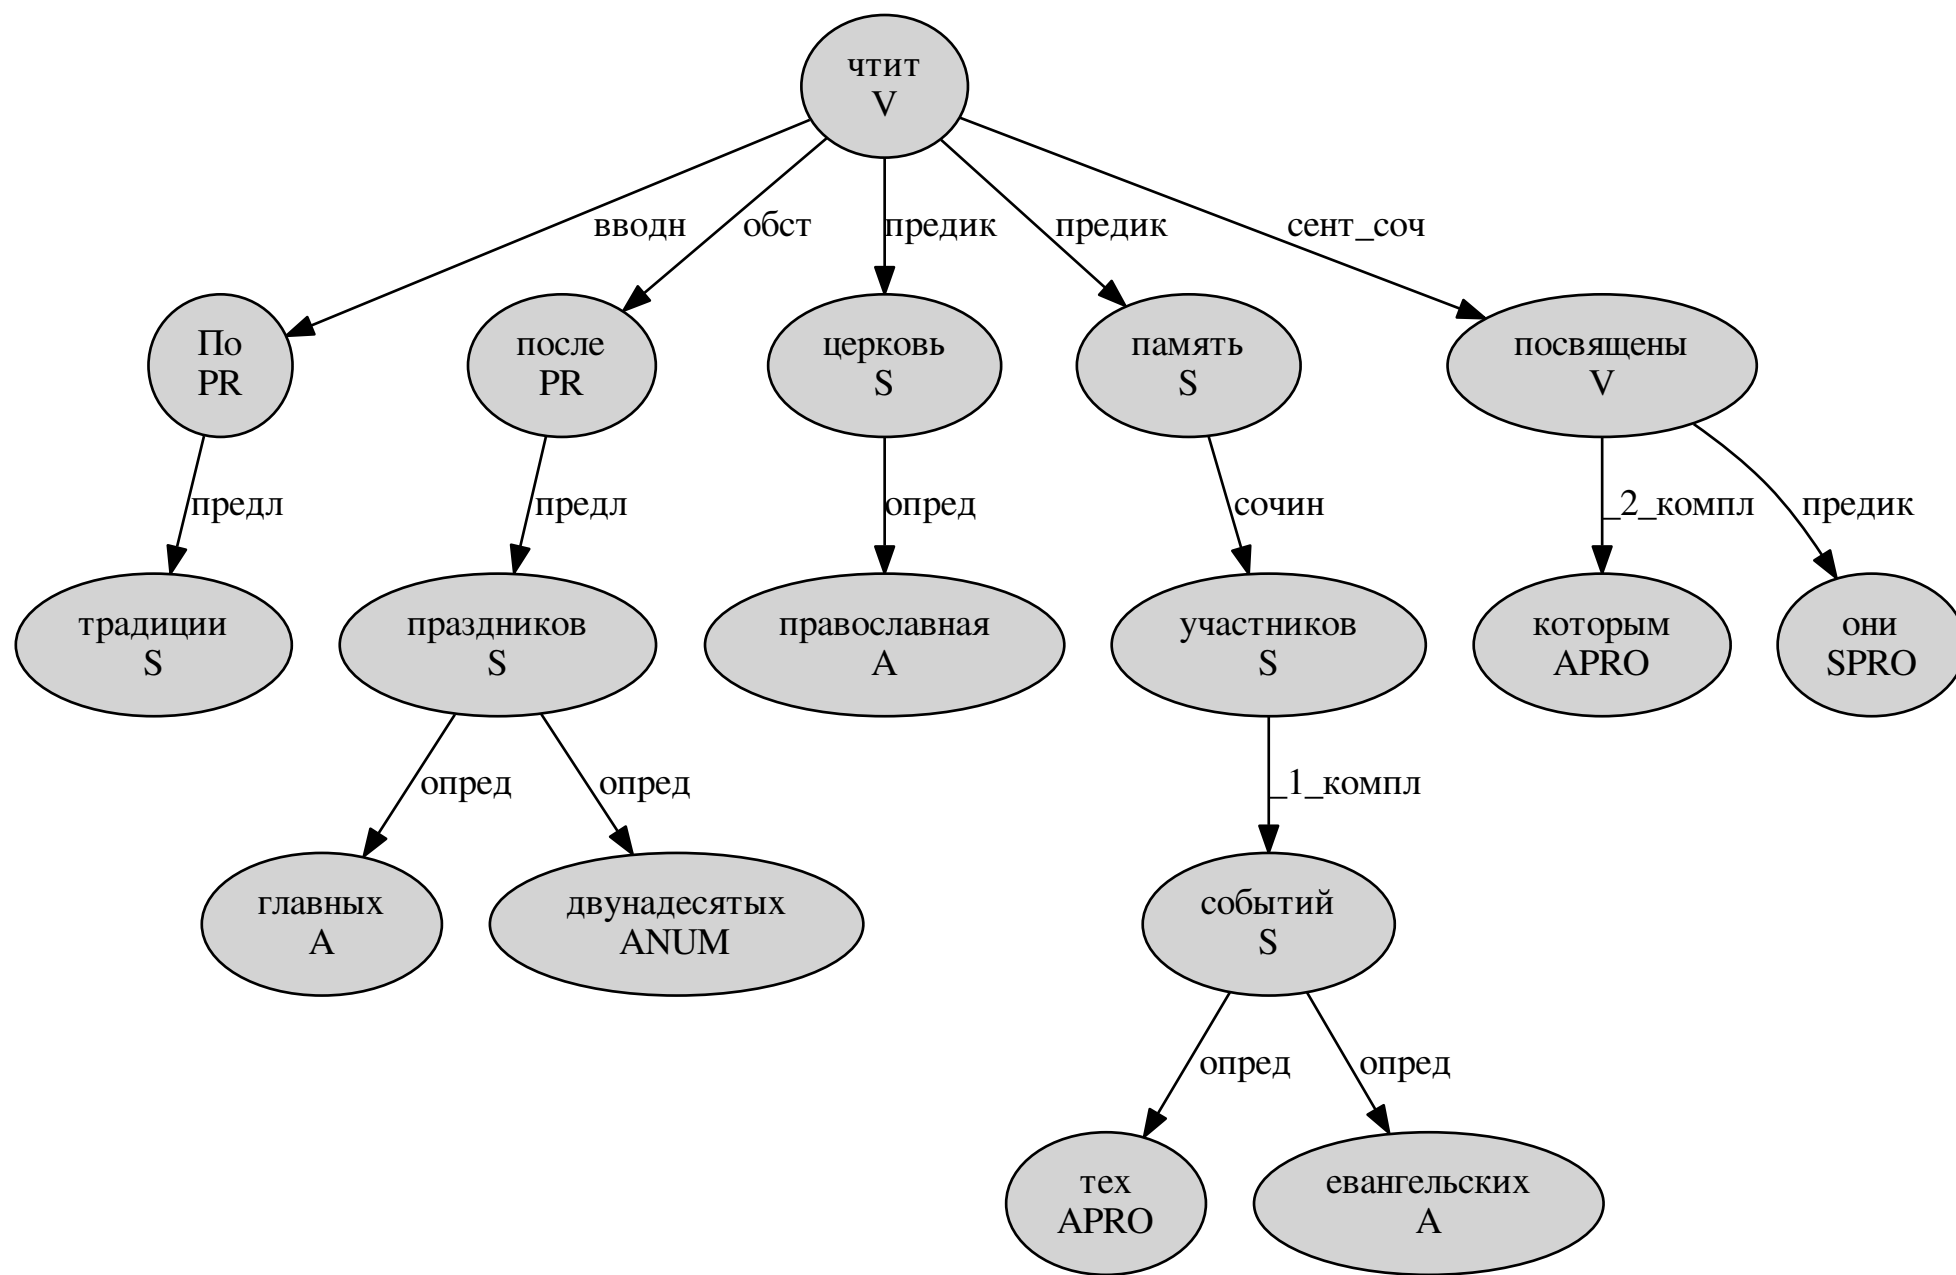 чтит
V
вводн
обст
предик
предик
сент_соч
По
PR
после
PR
церковь
S
память
S
посвящены
V
предл
предл
опред
сочин
_2_компл
предик
традиции
S
праздников
S
православная
A
участников
S
которым
APRO
они
SPRO
опред
опред
_1_компл
главных
A
двунадесятых
ANUM
событий
S
опред
опред
тех
APRO
евангельских
A